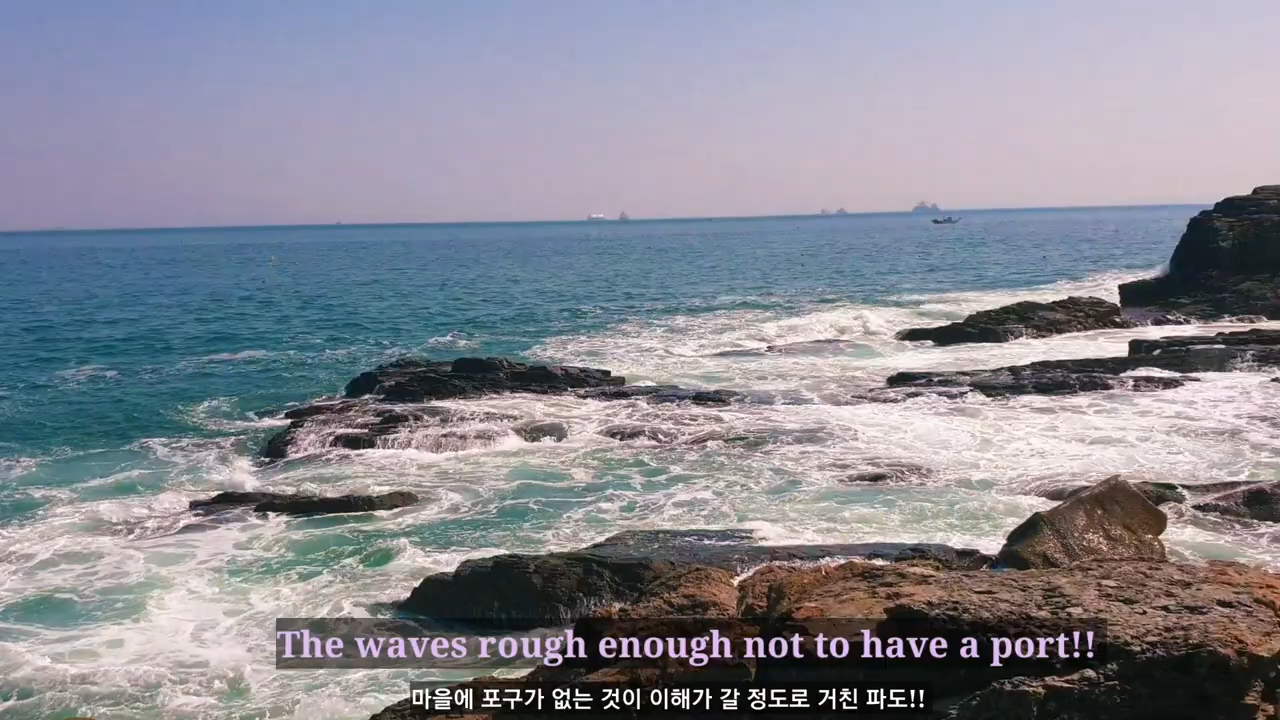 The waves rough enough not to have a port!!
마을에 포구가 없는 것이 이해가 갈 정도로 거친 파도!!